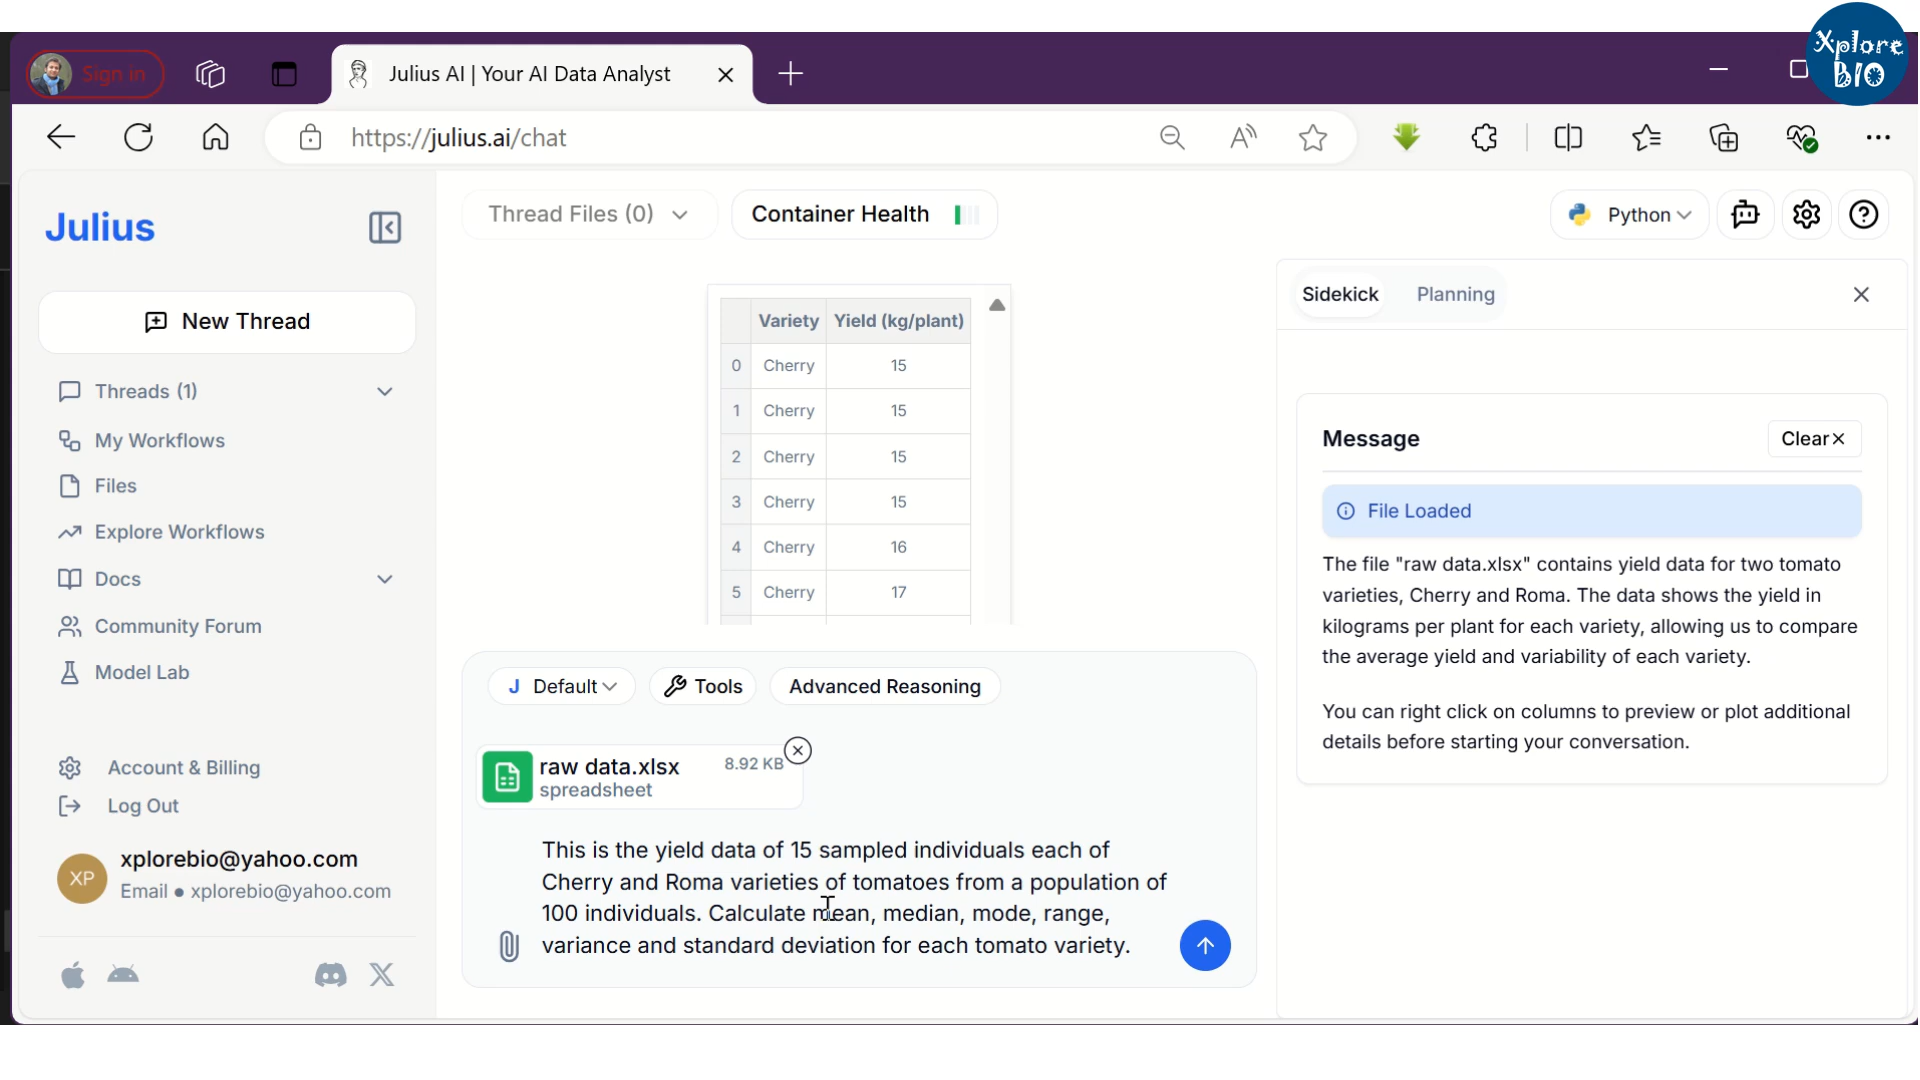 Xplore
BIO
Sign in
Julius AI | Your AI Data Analyst
https://julius.ai/chat
Julius
New Thread
Threads (1)
My Workflows
Files
Explore Workflows
Docs
Community Forum
Model Lab
Account & Billing
Log Out
XP
xplorebio@yahoo.com
Email ● xplorebio@yahoo.com
Thread Files (0)
Container Health
Python
Variety Yield (kg/plant)
0 Cherry 15
1 Cherry 15
2 Cherry 15
3 Cherry 15
4 Cherry 16
5 Cherry 17
J Default
Tools
Advanced Reasoning
raw data.xlsx 8.92 KB
spreadsheet
This is the yield data of 15 sampled individuals each of
Cherry and Roma varieties of tomatoes from a population of
100 individuals. Calculate mean, median, mode, range,
variance and standard deviation for each tomato variety.
Sidekick Planning
Message
Clear×
File Loaded
The file "raw data.xlsx" contains yield data for two tomato
varieties, Cherry and Roma. The data shows the yield in
kilograms per plant for each variety, allowing us to compare
the average yield and variability of each variety.
You can right click on columns to preview or plot additional
details before starting your conversation.